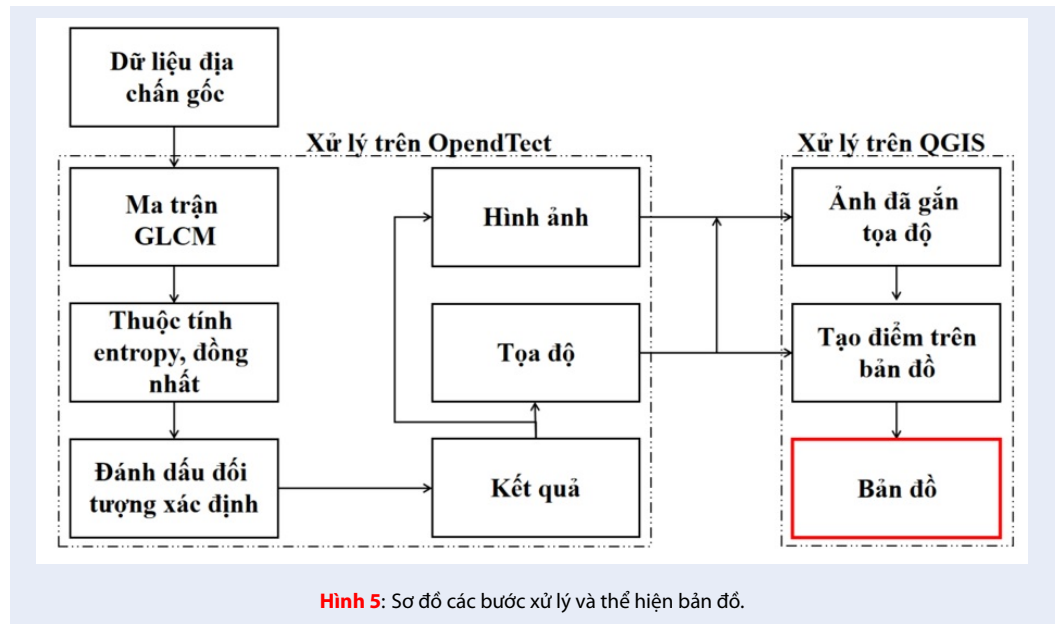 Dữ liệu địa
chấn gốc
Xử lý trên OpendTect
Xử lý trên QGIS
Ma trận
GLCM
Hình ảnh
Ảnh đã gắn
tọa độ
Thuộc tính
entropy, đồng
nhất
Tọa độ
Tạo điểm trên
bản đồ
Đánh dấu đối
tượng xác định
Kết quả
Bản đồ
Hình 5: Sơ đồ các bước xử lý và thể hiện bản đồ.